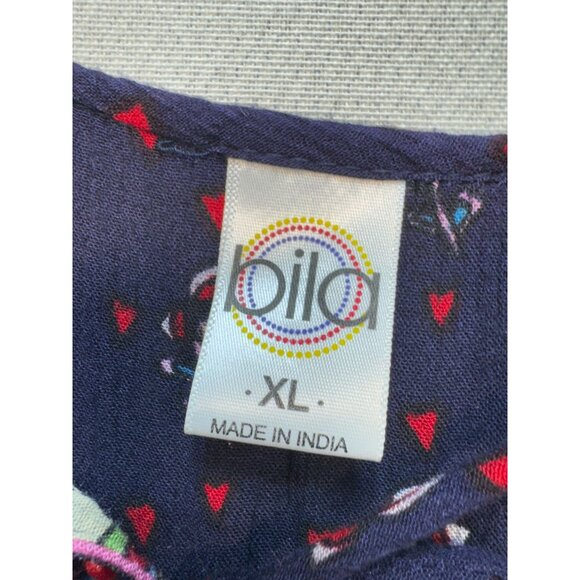 bila
· XL ·
MADE IN INDIA